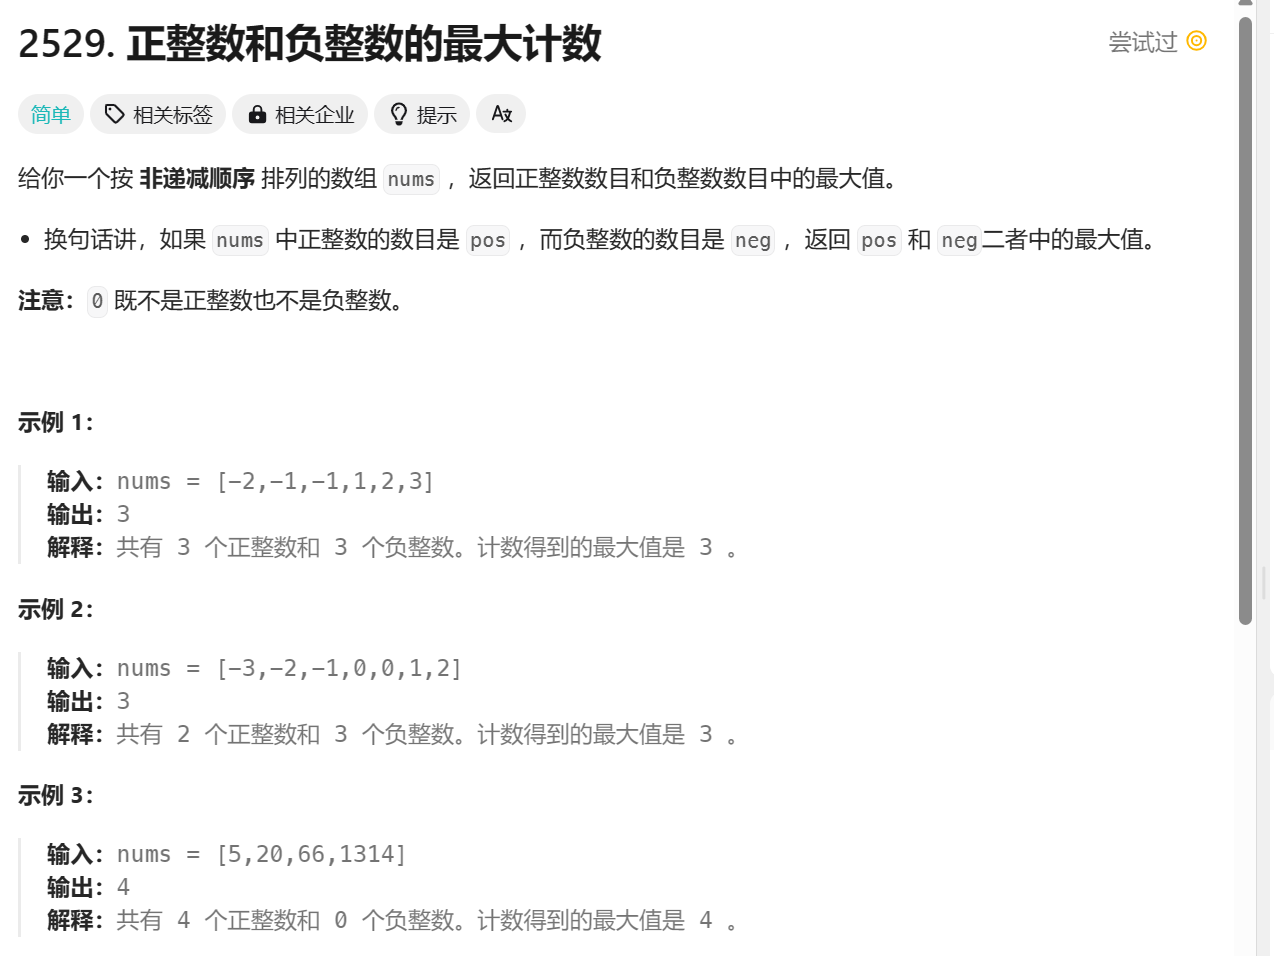 2529. 正整数和负整数的最大计数
尝试过
简单 相关标签 相关企业 提示
给你一个按 非递减顺序 排列的数组 nums ，返回正整数数目和负整数数目中的最大值。
• 换句话讲，如果 nums 中正整数的数目是 pos ，而负整数的数目是 neg ，返回 pos 和 neg二者中的最大值。
注意：0 既不是正整数也不是负整数。
示例 1：
输入：nums = [-2,-1,-1,1,2,3]
输出：3
解释：共有 3 个正整数和 3 个负整数。计数得到的最大值是 3 。
示例 2：
输入：nums = [-3,-2,-1,0,0,1,2]
输出：3
解释：共有 2 个正整数和 3 个负整数。计数得到的最大值是 3 。
示例 3：
输入：nums = [5,20,66,1314]
输出：4
解释：共有 4 个正整数和 0 个负整数。计数得到的最大值是 4 。